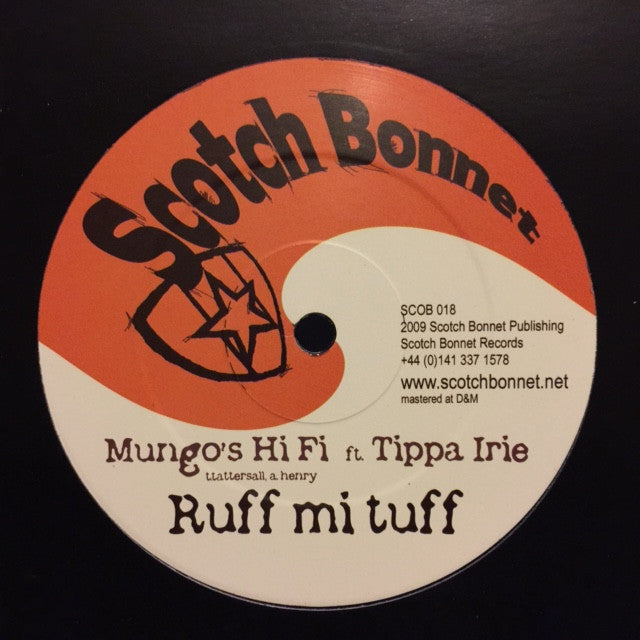 Scotch Bonnet
SCOB 018
2009 Scotch Bonnet Publishing
Scotch Bonnet Records
+44 (0)141 337 1578
www.scotchbonnet.net
mastered at D&M
Mungo's Hi Fi ft. Tippa Irie
t.tattersall, a. henry
Ruff mi tuff